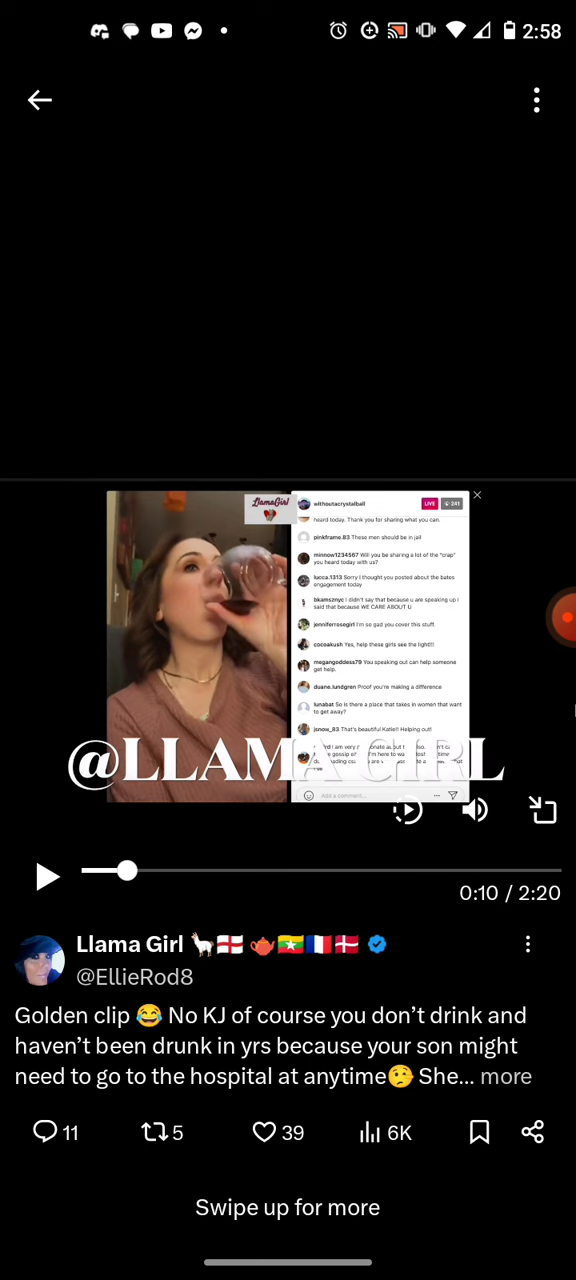 2:58
LlamaGirl
withoutacrystalball
LIVE
241
heard today. Thank you for sharing what you can.
pinkframe.83 These men should be in jail
minnow1234567 Will you be sharing a lot of the "crap"
you heard today with us?
lucca.1313 Sorry I thought you posted about the bates
engagement today
bkamsznyc I didn't say that because u are speaking up I
said that because WE CARE ABOUT U
jenniferrosegirl I'm so gad you cover this stuff.
cocoakush Yes, help these girls see the light!!!
megangoddess79 You speaking out can help someone
get help.
duane.lundgren Proof you're making a difference
lunabat So is there a place that takes in women that want
to get away?
jsnow_83 That's beautiful Katie!! Helping out!
@LLAMA GIRL
Add a comment...
0:10 / 2:20
Llama Girl 🦙🏴󠁧󠁢󠁥󠁮󠁧󠁿 🫖🇲🇲🇫🇷🇩🇰
@EllieRod8
Golden clip 😂 No KJ of course you don't drink and
haven't been drunk in yrs because your son might
need to go to the hospital at anytime🤨 She... more
11 5 39 6K
Swipe up for more